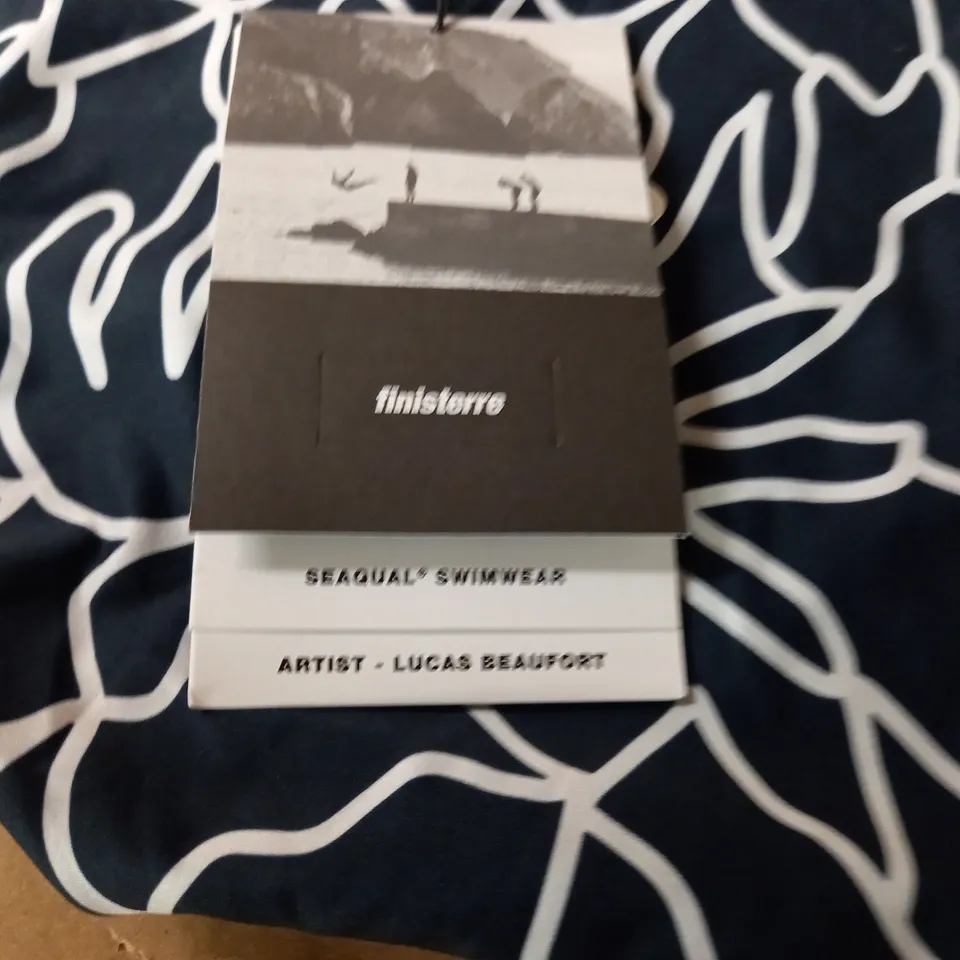 finisterre
SEAQUAL® SWIMWEAR
ARTIST - LUCAS BEAUFORT